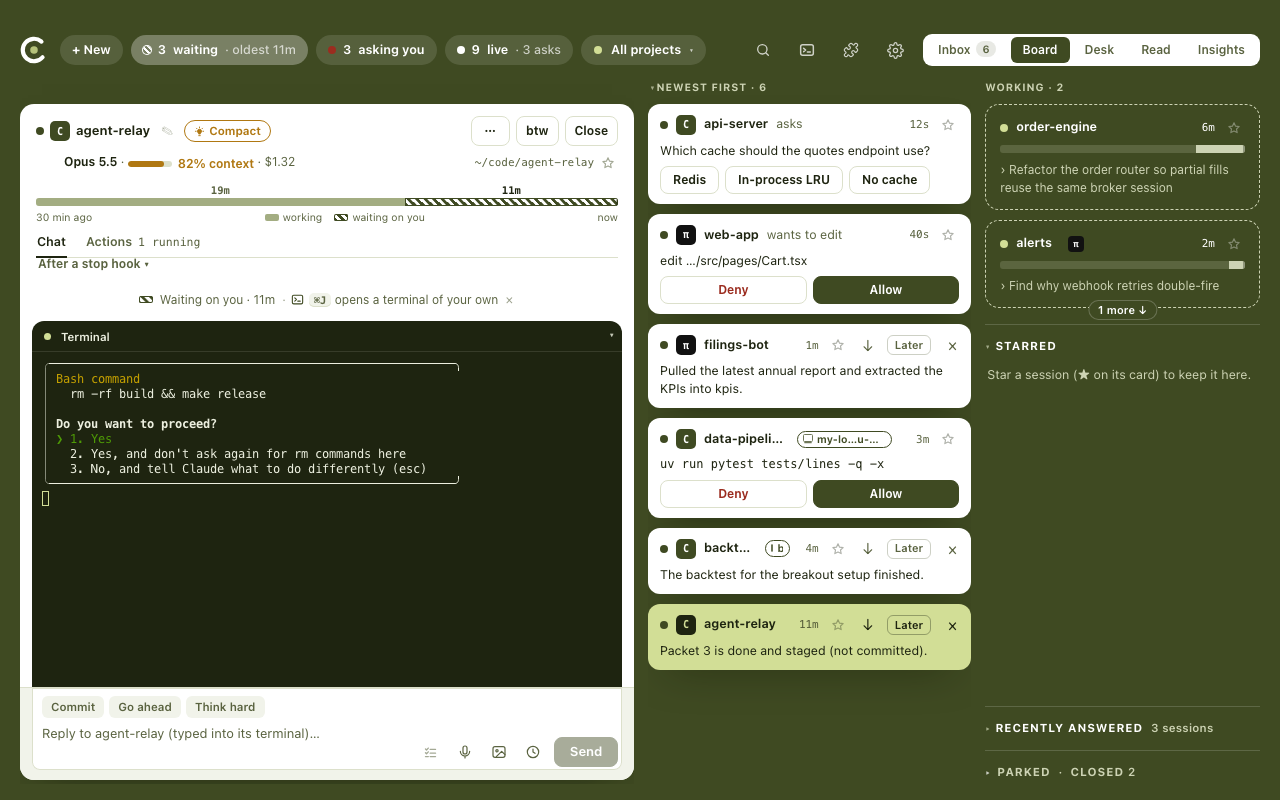 + New
3 waiting · oldest 11m
3 asking you
9 live · 3 asks
All projects
Inbox 6
Board
Desk
Read
Insights
C agent-relay
Compact
···
btw
Close
Opus 5.5 · 82% context · $1.32
~/code/agent-relay
19m
11m
30 min ago
working
waiting on you
now
Chat
Actions 1 running
After a stop hook
Waiting on you · 11m · ⌘J opens a terminal of your own ×
Terminal
Bash command
rm -rf build && make release
Do you want to proceed?
❯ 1. Yes
2. Yes, and don't ask again for rm commands here
3. No, and tell Claude what to do differently (esc)
Commit
Go ahead
Think hard
Reply to agent-relay (typed into its terminal)…
Send
NEWEST FIRST · 6
C api-server asks 12s
Which cache should the quotes endpoint use?
Redis
In-process LRU
No cache
π web-app wants to edit 40s
edit …/src/pages/Cart.tsx
Deny
Allow
π filings-bot 1m ↓ Later ×
Pulled the latest annual report and extracted the
KPIs into kpis.
C data-pipeli… my-lo…u-… 3m
uv run pytest tests/lines -q -x
Deny
Allow
C backt… 4m ↓ Later ×
The backtest for the breakout setup finished.
C agent-relay 11m ↓ Later ×
Packet 3 is done and staged (not committed).
WORKING · 2
order-engine 6m
› Refactor the order router so partial fills
reuse the same broker session
alerts π 2m
› Find why webhook retries double-fire
1 more ↓
STARRED
Star a session (★ on its card) to keep it here.
RECENTLY ANSWERED 3 sessions
PARKED · CLOSED 2